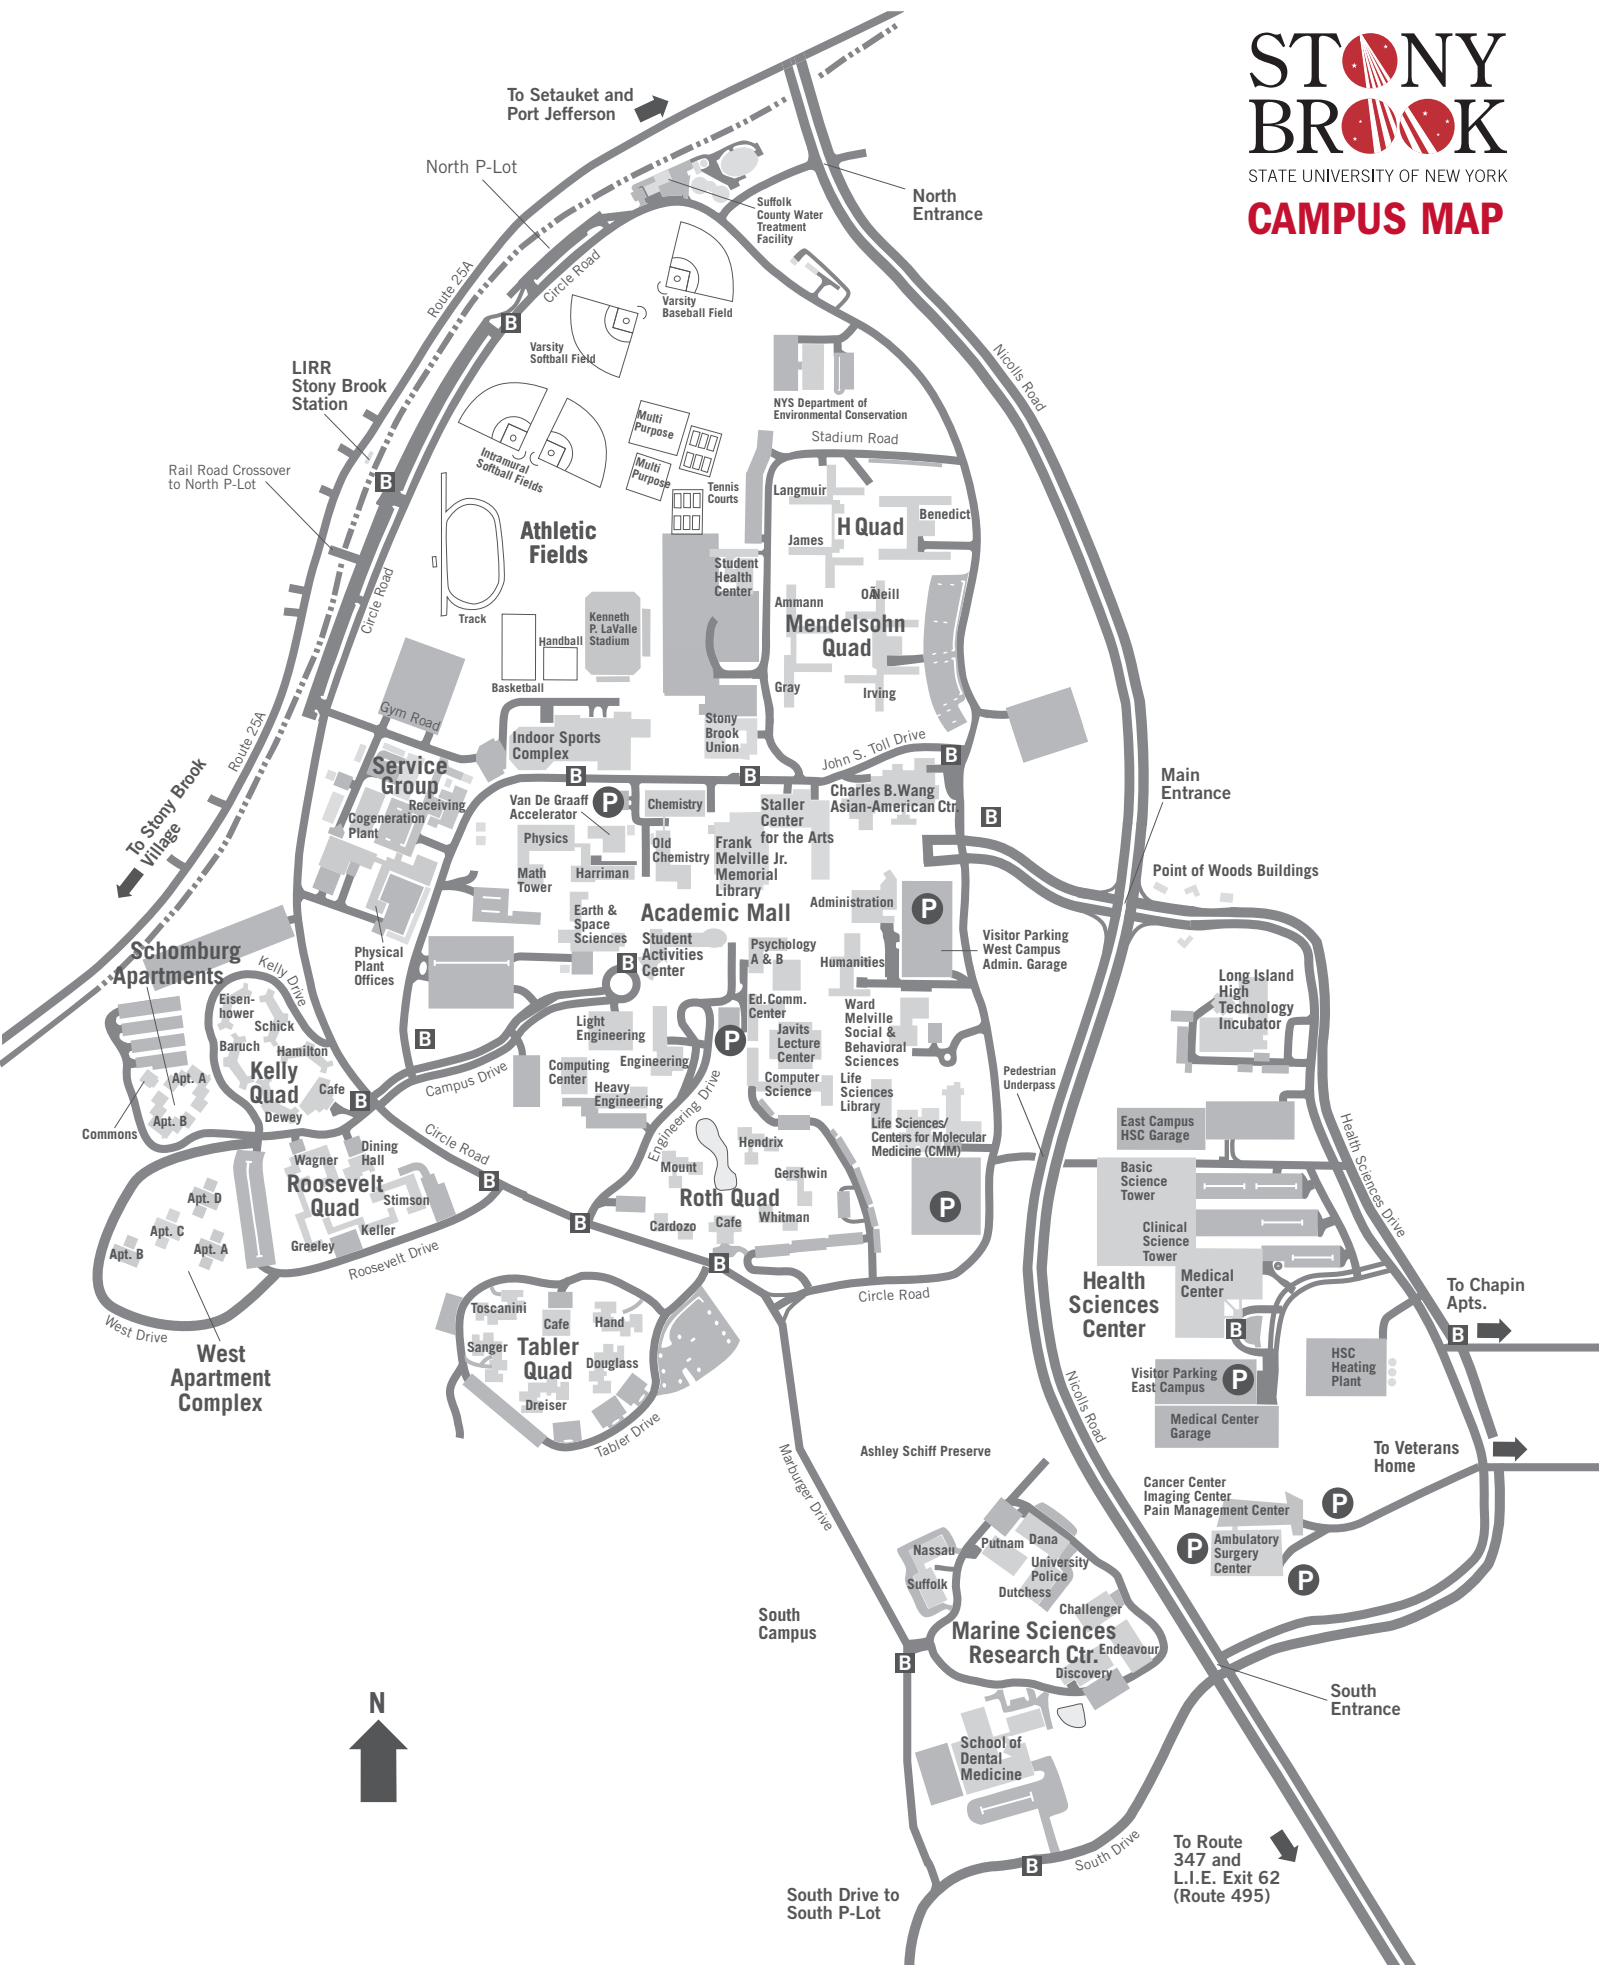 STONY
BROOK
STATE UNIVERSITY OF NEW YORK
CAMPUS MAP
To Setauket and
Port Jefferson
North P-Lot
North
Entrance
Suffolk
County Water
Treatment
Facility
Route 25A
Circle Road
Varsity
Baseball Field
B
Varsity
Softball Field
Nicolls Road
LIRR
Stony Brook
Station
NYS Department of
Environmental Conservation
Multi
Purpose
Stadium Road
Intramural
Softball Fields
Multi
Purpose
Rail Road Crossover
to North P-Lot
B
Tennis
Courts
Langmuir
Benedict
H Quad
James
Athletic
Fields
Student
Health
Center
Circle Road
Track
Ammann
OÃNeill
Mendelsohn
Quad
Kenneth
P. LaValle
Stadium
Handball
Basketball
Gray
Irving
Gym Road
Route 25A
Indoor Sports
Complex
Stony
Brook
Union
John S. Toll Drive
B
Service
Group
Receiving
Cogeneration
Plant
B
B
To Stony Brook
Village
Main
Entrance
Van De Graaff
Accelerator
P
Chemistry
Staller
Center
for the Arts
Charles B.Wang
Asian-American Ctr.
B
Physics
Old
Chemistry
Frank
Melville Jr.
Memorial
Library
Math
Tower
Harriman
Point of Woods Buildings
Administration
P
Earth &
Space
Sciences
Academic Mall
Visitor Parking
West Campus
Admin. Garage
Student
Activities
Center
Psychology
A & B
Humanities
Schomburg
Apartments
Physical
Plant
Offices
Kelly Drive
B
Long Island
High
Technology
Incubator
Eisen-
hower
Schick
Baruch
Hamilton
Kelly
Quad
Cafe
Dewey
Apt. A
Apt. B
Commons
B
B
Campus Drive
Light
Engineering
Ed.Comm.
Center
P
Javits
Lecture
Center
Ward
Melville
Social &
Behavioral
Sciences
Computing
Center
Engineering
Heavy
Engineering
Computer
Science
Life
Sciences
Library
Pedestrian
Underpass
Engineering Drive
Life Sciences/
Centers for Molecular
Medicine (CMM)
East Campus
HSC Garage
Health Sciences Drive
Circle Road
Wagner
Dining
Hall
Roosevelt
Quad
Stimson
Keller
Greeley
B
Hendrix
Mount
Gershwin
Roth Quad
Whitman
Cardozo
Cafe
P
Basic
Science
Tower
Clinical
Science
Tower
Apt. D
Apt. C
Apt. B
Apt. A
Roosevelt Drive
B
B
Medical
Center
Health
Sciences
Center
To Chapin
Apts.
B
B
Circle Road
West Drive
West
Apartment
Complex
Toscanini
Cafe
Hand
Sanger
Tabler
Quad
Douglass
Dreiser
Tabler Drive
HSC
Heating
Plant
Visitor Parking
East Campus
P
Medical Center
Garage
Nicolls Road
Ashley Schiff Preserve
To Veterans
Home
Marburger Drive
Cancer Center
Imaging Center
Pain Management Center
P
Ambulatory
Surgery
Center
P
P
Nassau
Putnam
Dana
University
Police
Suffolk
Dutchess
Challenger
South
Campus
Marine Sciences
Research Ctr.
Endeavour
Discovery
B
South
Entrance
N
School of
Dental
Medicine
To Route
347 and
L.I.E. Exit 62
(Route 495)
South Drive
B
South Drive to
South P-Lot